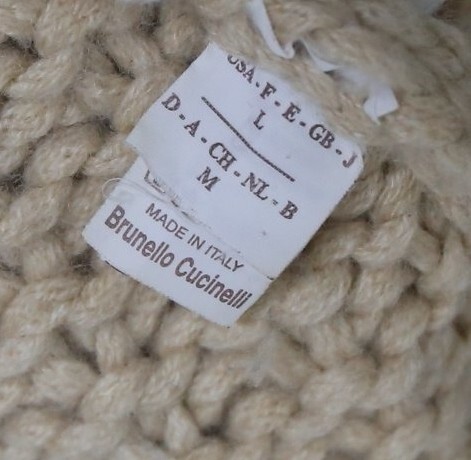 USA-F-E-GB-J
L
D-A-CH-NL-B
M
MADE IN ITALY
Brunello Cucinelli